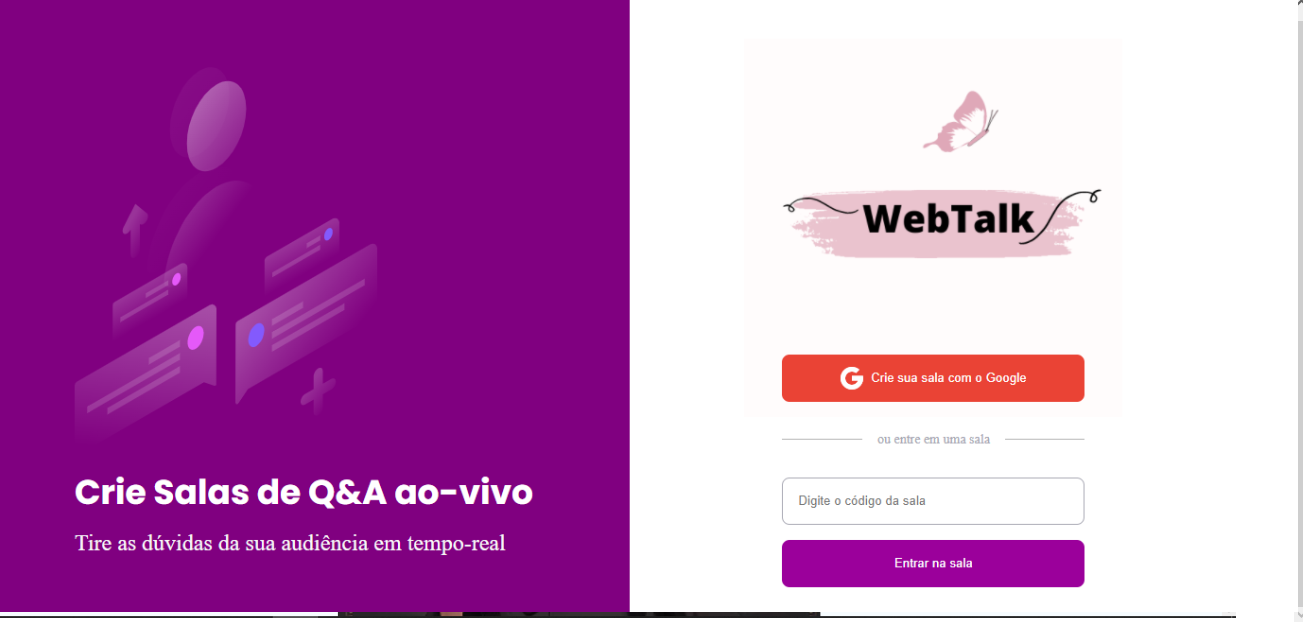 Crie Salas de Q&A ao-vivo
Tire as dúvidas da sua audiência em tempo-real
WebTalk
Crie sua sala com o Google
ou entre em uma sala
Digite o código da sala
Entrar na sala